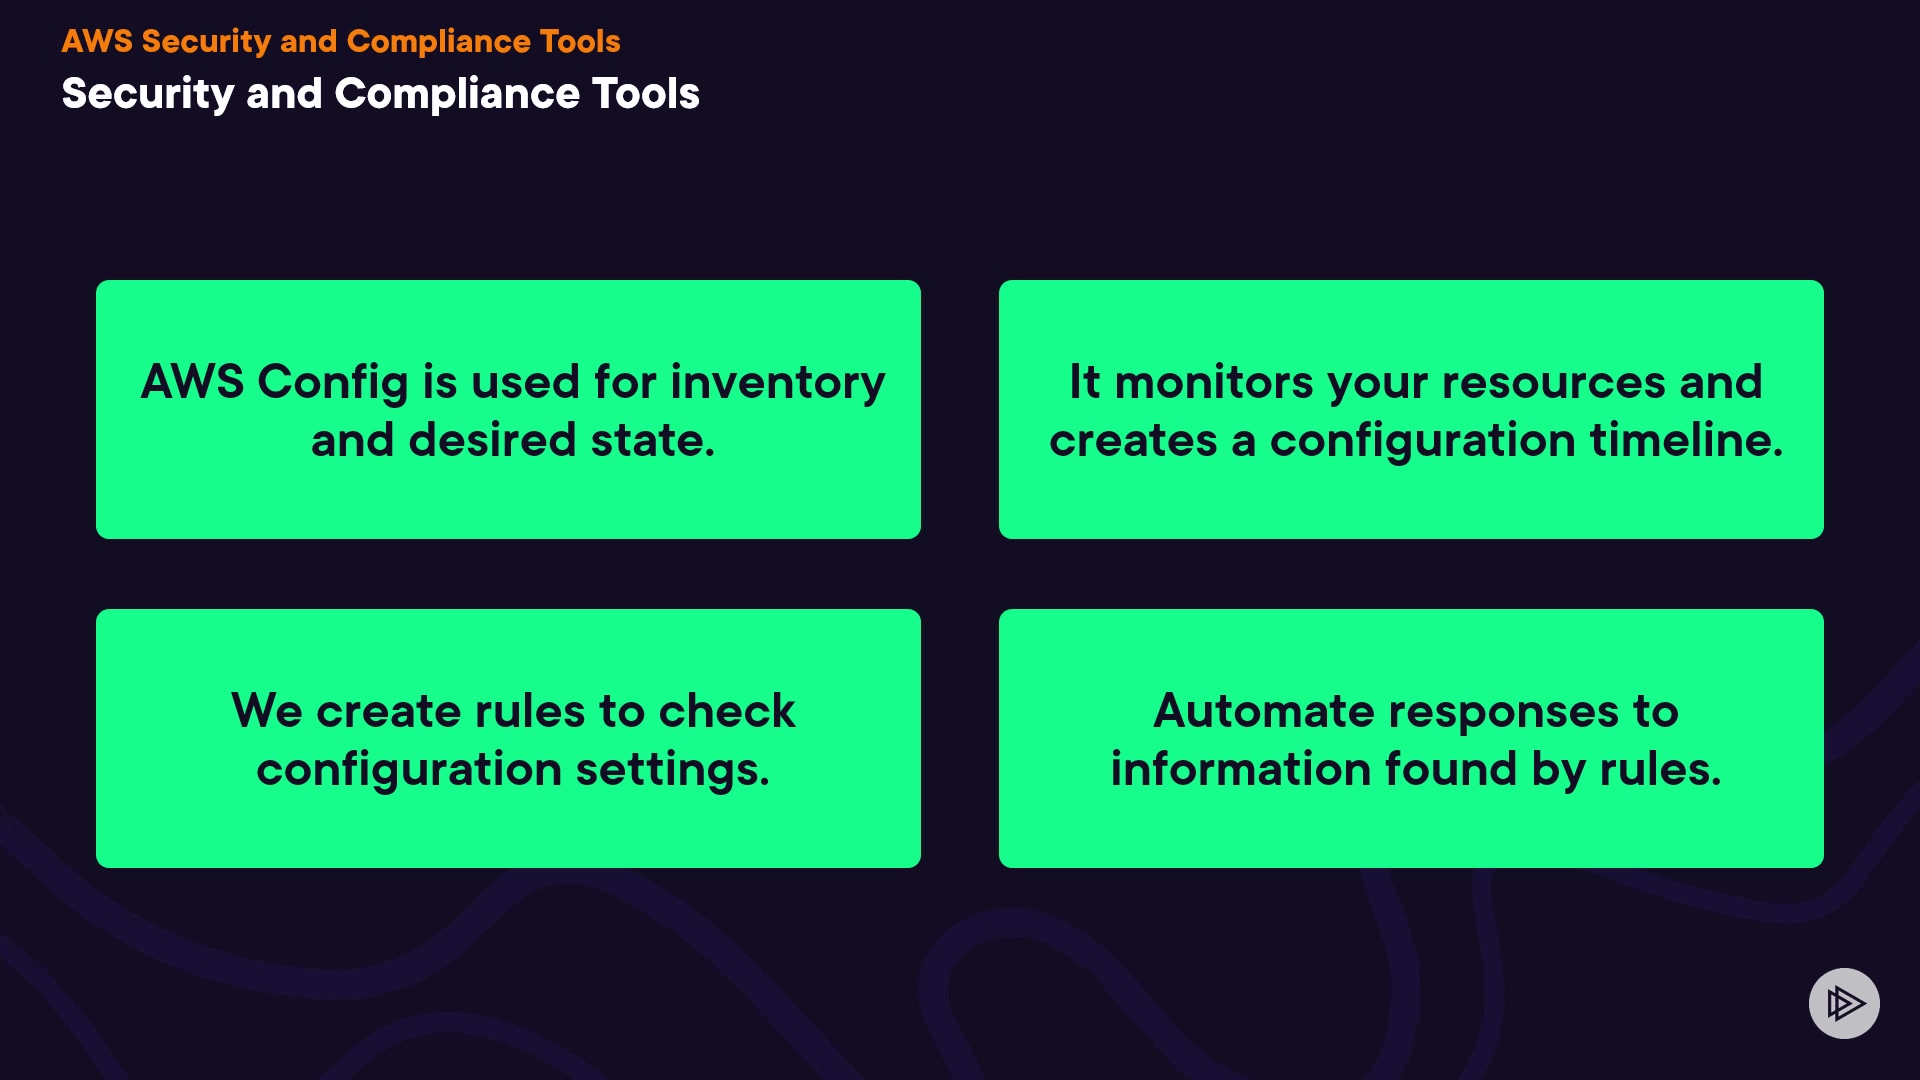 AWS Security and Compliance Tools
Security and Compliance Tools
AWS Config is used for inventory
and desired state.
It monitors your resources and
creates a configuration timeline.
We create rules to check
configuration settings.
Automate responses to
information found by rules.